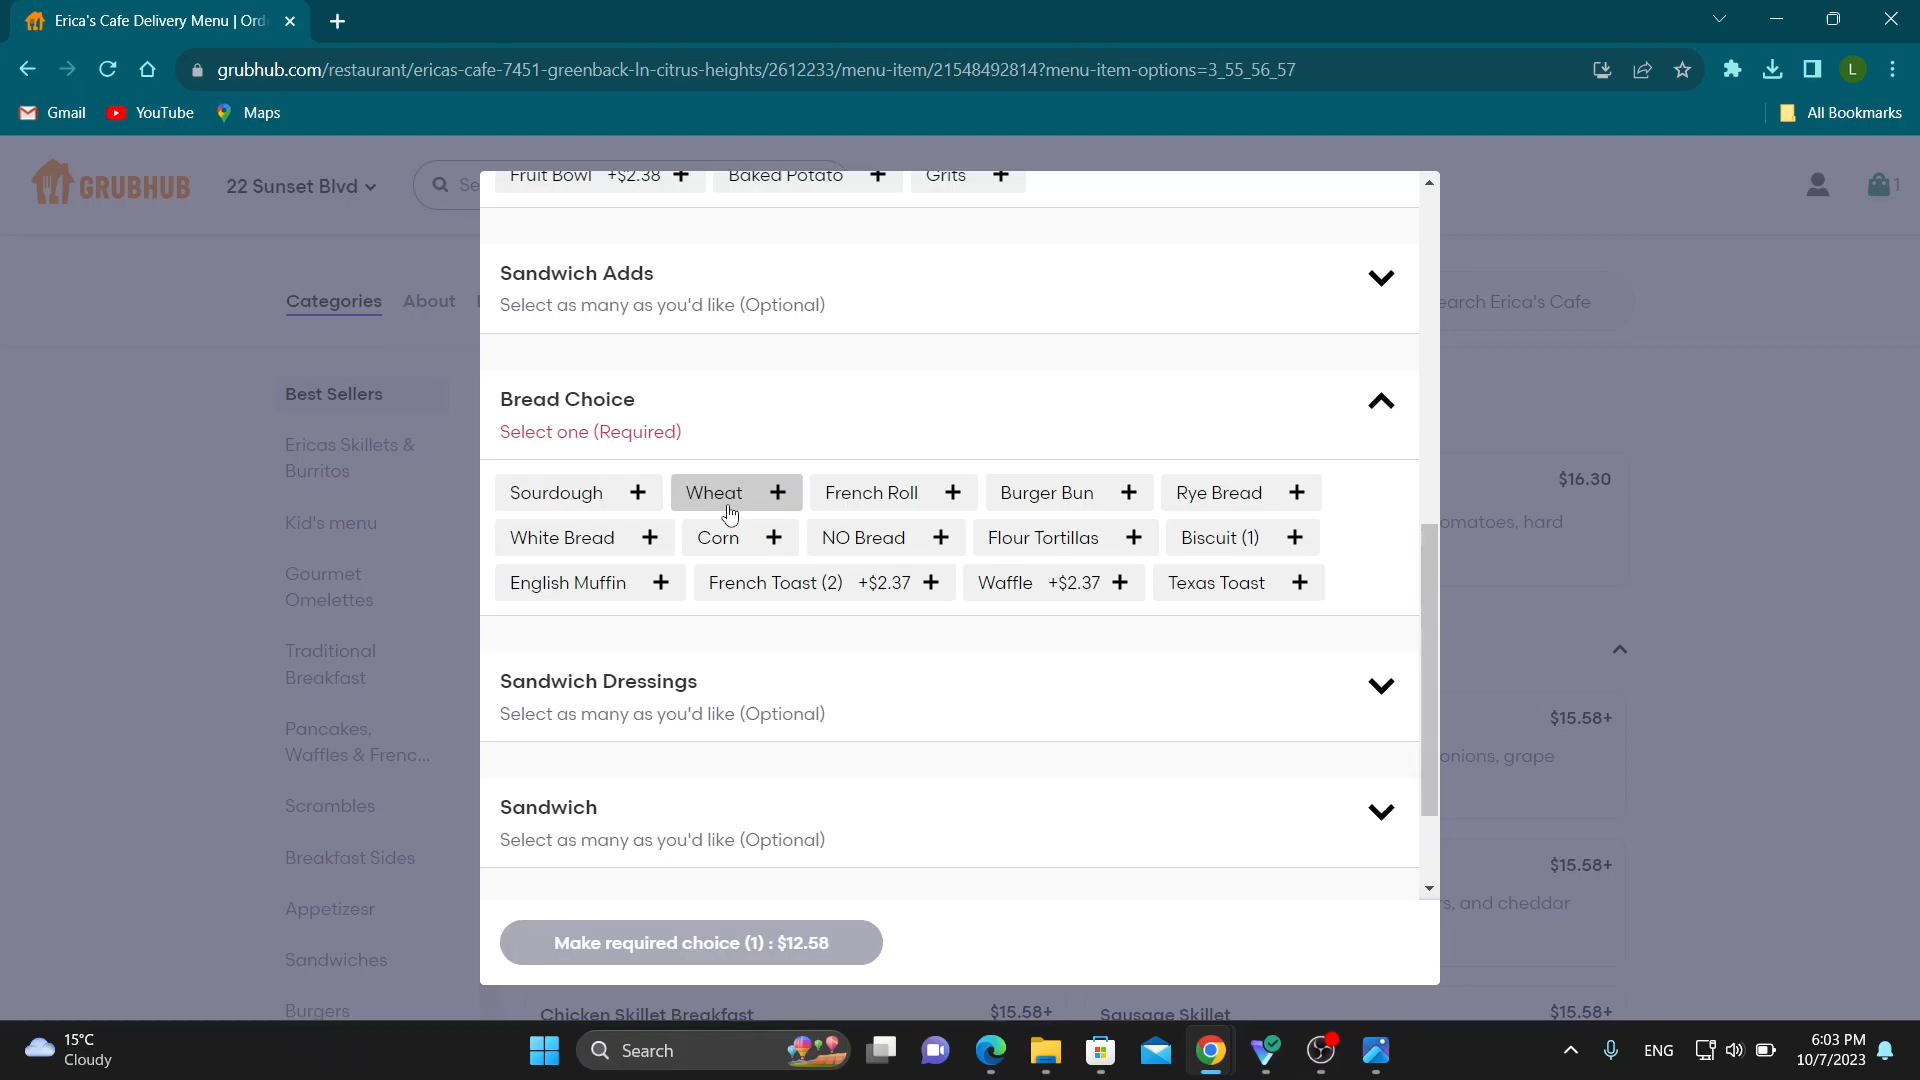 Erica's Cafe Delivery Menu | Ord
grubhub.com/restaurant/ericas-cafe-7451-greenback-ln-citrus-heights/2612233/menu-item/21548492814?menu-item-options=3_55_56_57
L
Gmail YouTube Maps All Bookmarks
GRUBHUB 22 Sunset Blvd Se 1
Categories About earch Erica's Cafe
Fruit Bowl +$2.38 + Baked Potato + Grits +
Sandwich Adds
Select as many as you'd like (Optional)
Bread Choice
Select one (Required)
Sourdough + Wheat + French Roll + Burger Bun + Rye Bread +
White Bread + Corn + NO Bread + Flour Tortillas + Biscuit (1) +
English Muffin + French Toast (2) +$2.37 + Waffle +$2.37 + Texas Toast +
Sandwich Dressings
Select as many as you'd like (Optional)
Sandwich
Select as many as you'd like (Optional)
Make required choice (1) : $12.58
Best Sellers
Ericas Skillets &
Burritos
Kid's menu
Gourmet
Omelettes
Traditional
Breakfast
Pancakes,
Waffles & Frenc...
Scrambles
Breakfast Sides
Appetizesr
Sandwiches
Burgers
$16.30
omatoes, hard
$15.58+
onions, grape
$15.58+
s, and cheddar
Chicken Skillet Breakfast $15.58+ Sausage Skillet $15.58+
15°C
Cloudy
Search
ENG
6:03 PM
10/7/2023